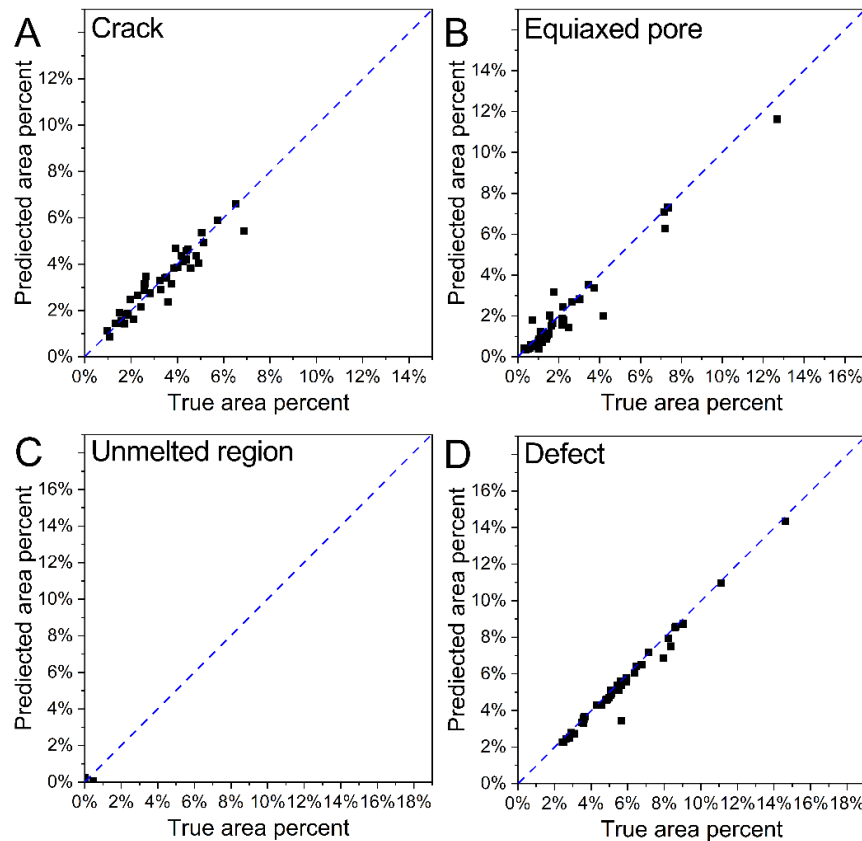 A
Crack
12%
10%
8%
6%
4%
2%
0%
0% 2% 4% 6% 8% 10% 12% 14%
Prediected area percent
True area percent
B
Equiaxed pore
14%
12%
10%
8%
6%
4%
2%
0%
0% 2% 4% 6% 8% 10% 12% 14% 16%
Prediected area percent
True area percent
C
Unmelted region
16%
14%
12%
10%
8%
6%
4%
2%
0%
0% 2% 4% 6% 8% 10% 12% 14% 16% 18%
Prediected area percent
True area percent
D
Defect
16%
14%
12%
10%
8%
6%
4%
2%
0%
0% 2% 4% 6% 8% 10% 12% 14% 16% 18%
Prediected area percent
True area percent